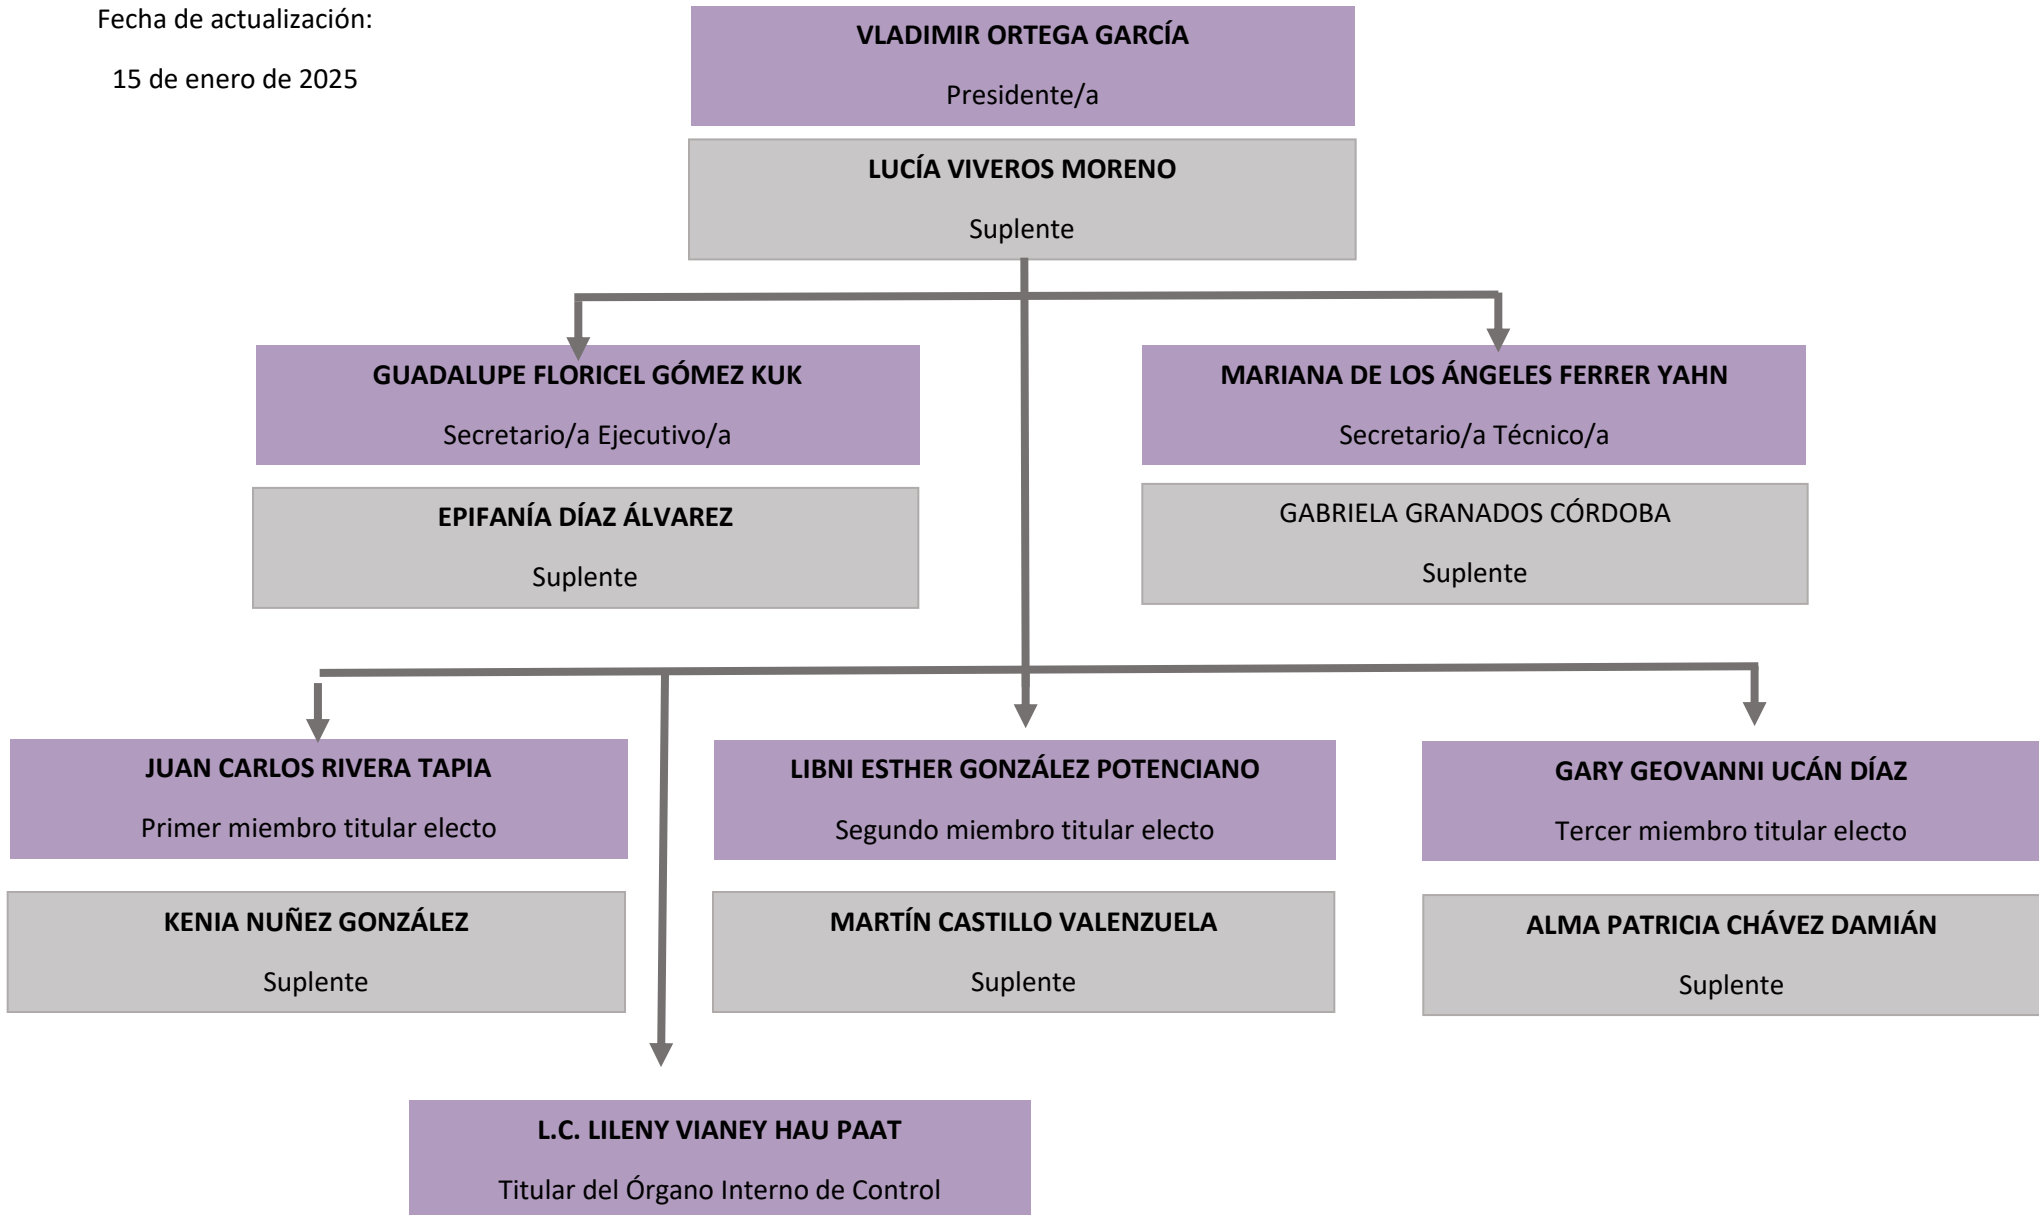 Fecha de actualización:
15 de enero de 2025
VLADIMIR ORTEGA GARCÍA
Presidente/a
LUCÍA VIVEROS MORENO
Suplente
GUADALUPE FLORICEL GÓMEZ KUK
Secretario/a Ejecutivo/a
EPIFANÍA DÍAZ ÁLVAREZ
Suplente
MARIANA DE LOS ÁNGELES FERRER YAHN
Secretario/a Técnico/a
GABRIELA GRANADOS CÓRDOBA
Suplente
JUAN CARLOS RIVERA TAPIA
Primer miembro titular electo
KENIA NUÑEZ GONZÁLEZ
Suplente
LIBNI ESTHER GONZÁLEZ POTENCIANO
Segundo miembro titular electo
MARTÍN CASTILLO VALENZUELA
Suplente
GARY GEOVANNI UCÁN DÍAZ
Tercer miembro titular electo
ALMA PATRICIA CHÁVEZ DAMIÁN
Suplente
L.C. LILENY VIANEY HAU PAAT
Titular del Órgano Interno de Control